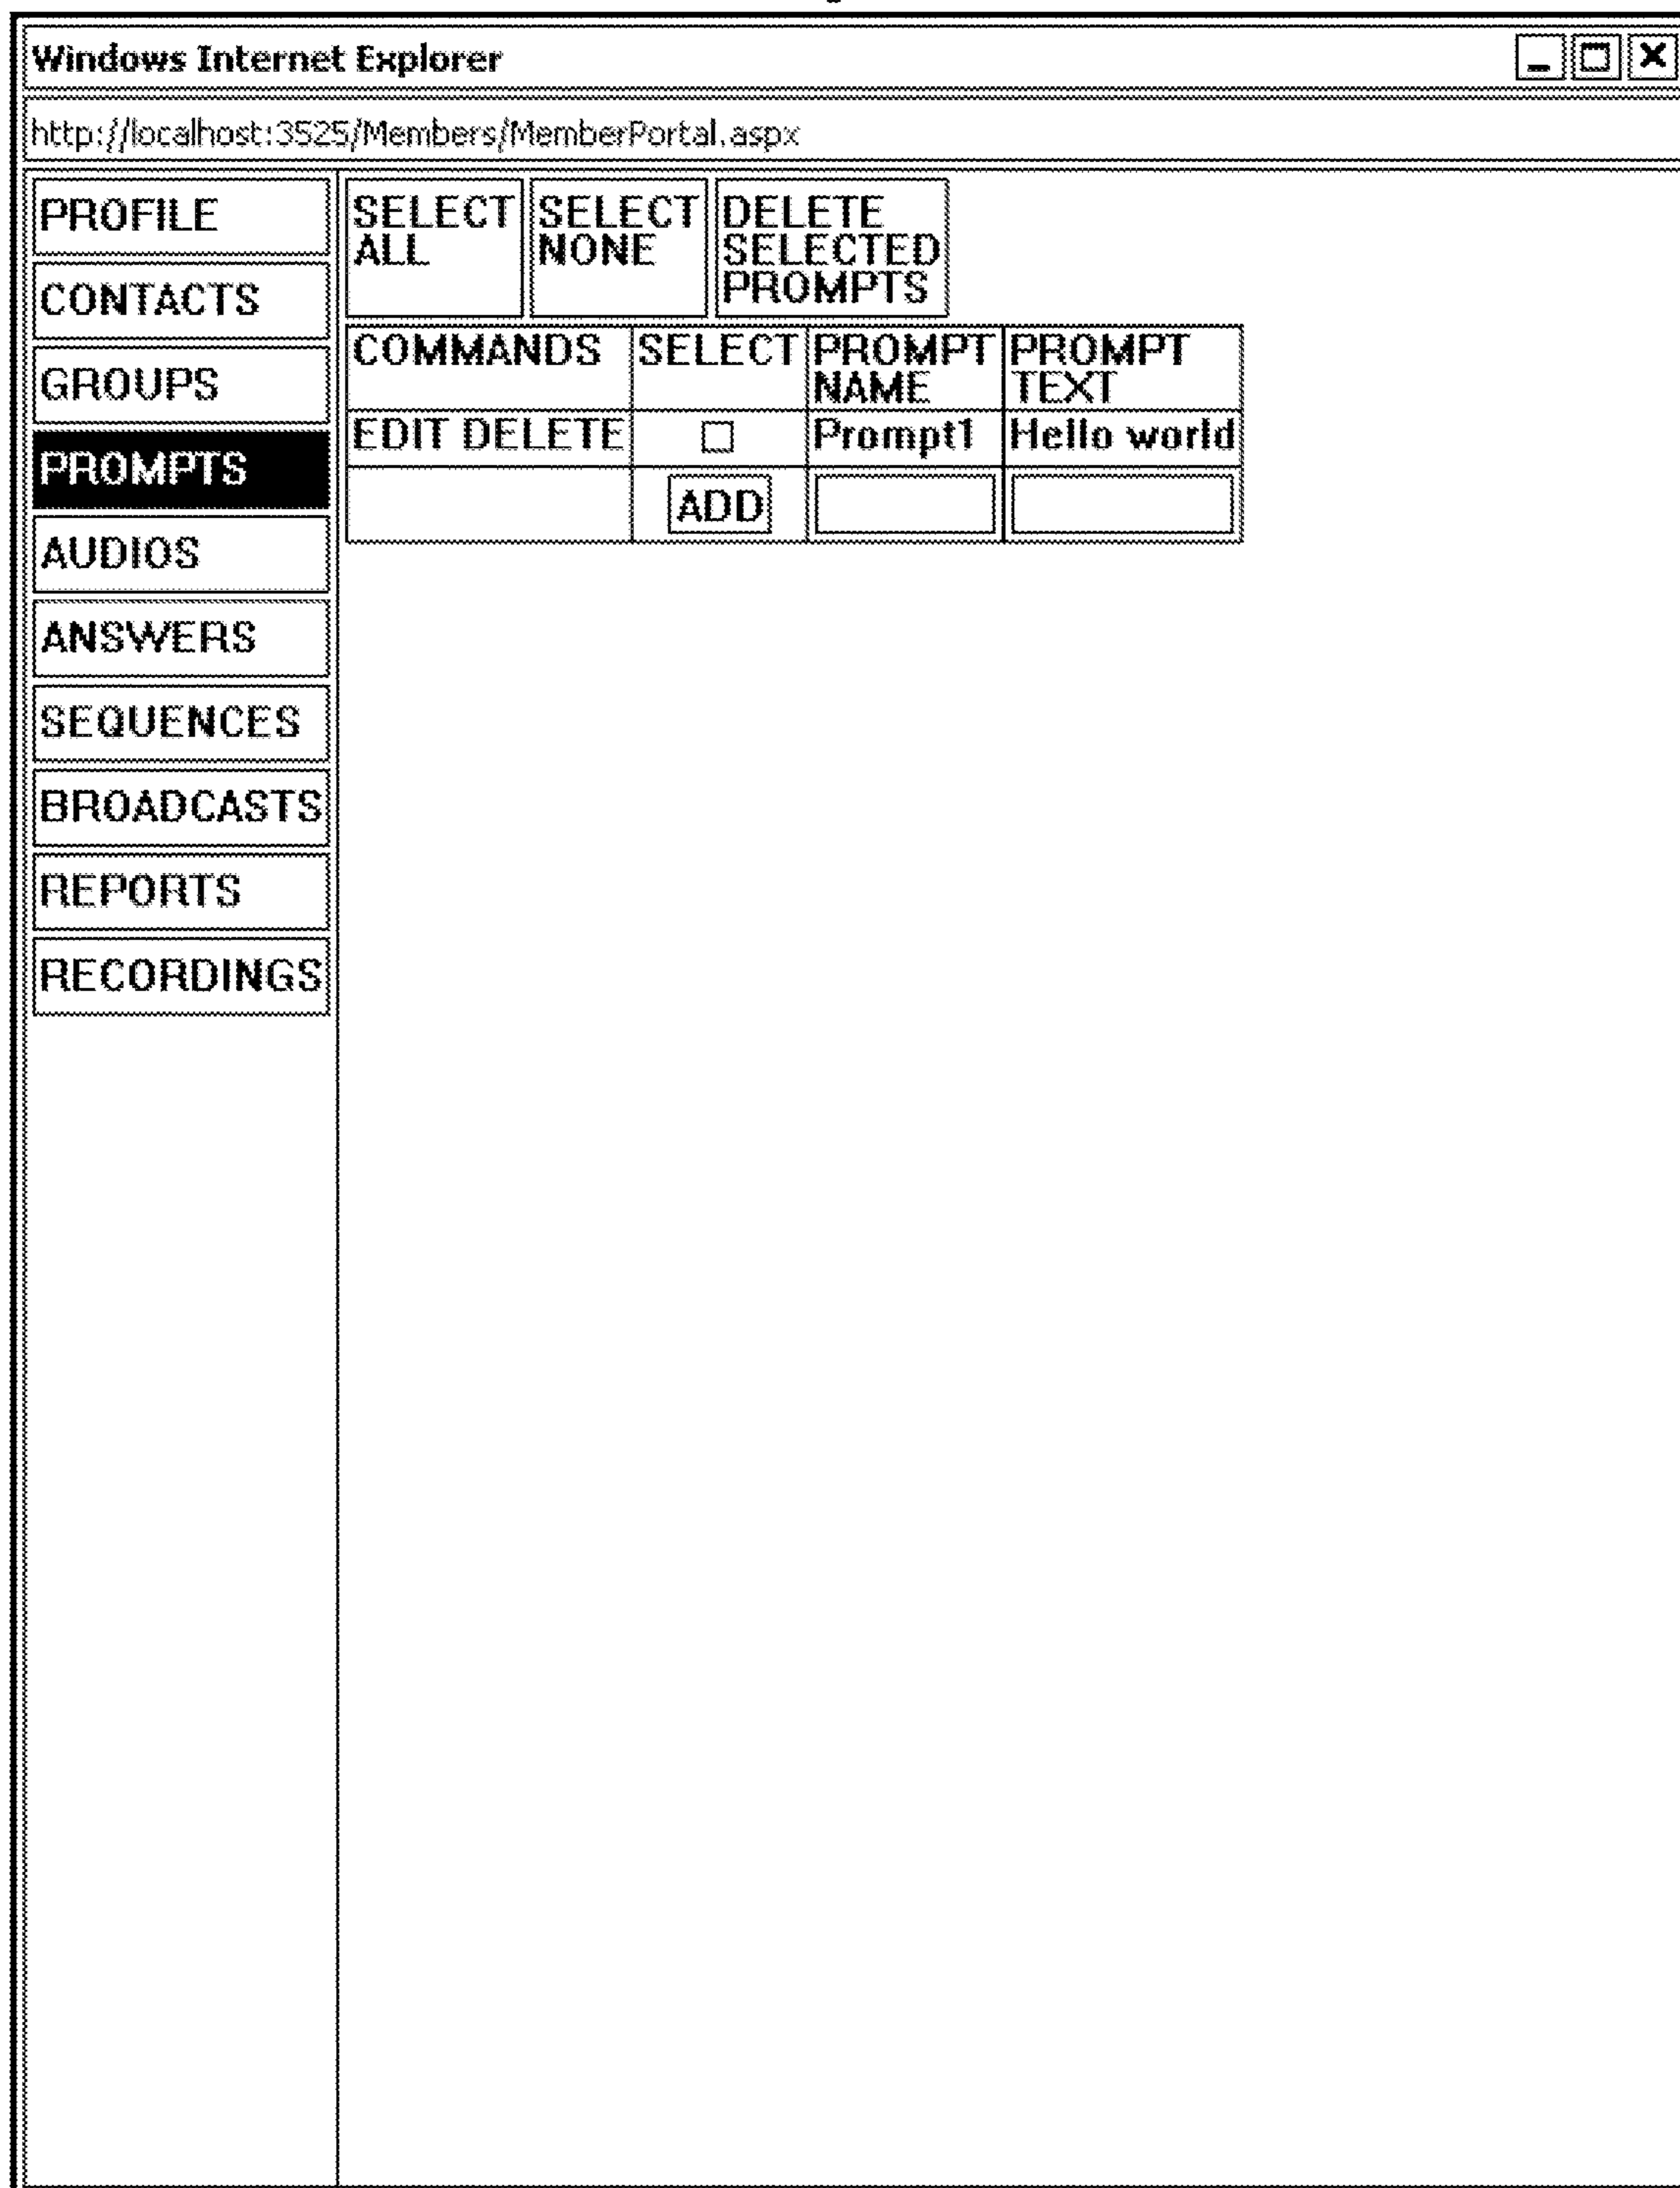 Windows Internet Explorer
http://localhost:3525/Members/MemberPortal.aspx
PROFILE
CONTACTS
GROUPS
PROMPTS
AUDIOS
ANSWERS
SEQUENCES
BROADCASTS
REPORTS
RECORDINGS
SELECT
ALL
SELECT
NONE
DELETE
SELECTED
PROMPTS
COMMANDS
SELECT
PROMPT
NAME
PROMPT
TEXT
EDIT DELETE
Prompt1
Hello world
ADD